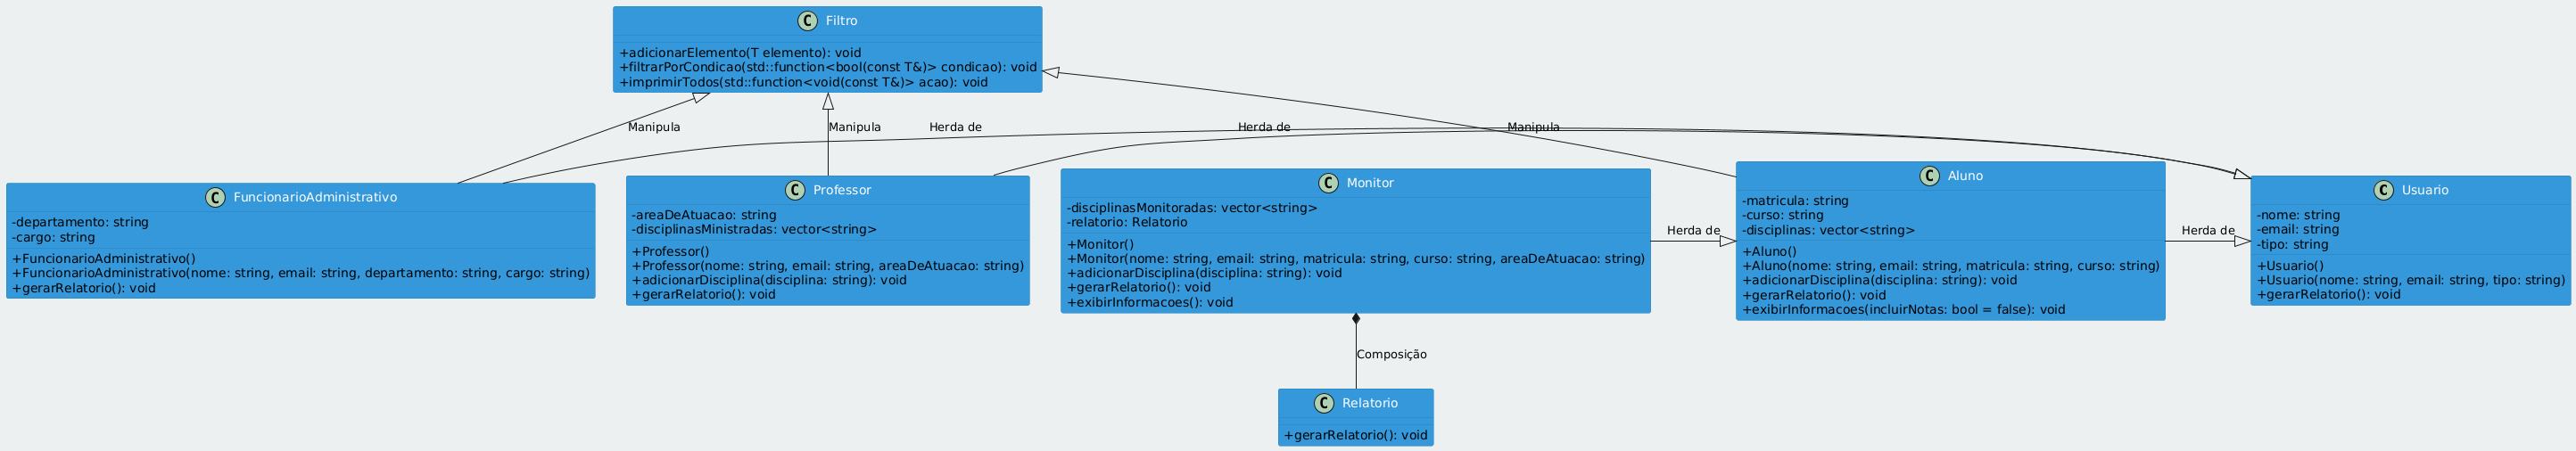 C Filtro
+adicionarElemento(T elemento): void
+filtrarPorCondicao(std::function<bool(const T&)> condicao): void
+imprimirTodos(std::function<void(const T&)> acao): void
Manipula
Manipula
Herda de
Herda de
Manipula
C FuncionarioAdministrativo
-departamento: string
-cargo: string
+FuncionarioAdministrativo()
+FuncionarioAdministrativo(nome: string, email: string, departamento: string, cargo: string)
+gerarRelatorio(): void
C Professor
-areaDeAtuacao: string
-disciplinasMinistradas: vector<string>
+Professor()
+Professor(nome: string, email: string, areaDeAtuacao: string)
+adicionarDisciplina(disciplina: string): void
+gerarRelatorio(): void
C Monitor
-disciplinasMonitoradas: vector<string>
-relatorio: Relatorio
+Monitor()
+Monitor(nome: string, email: string, matricula: string, curso: string, areaDeAtuacao: string)
+adicionarDisciplina(disciplina: string): void
+gerarRelatorio(): void
+exibirInformacoes(): void
Herda de
C Aluno
-matricula: string
-curso: string
-disciplinas: vector<string>
+Aluno()
+Aluno(nome: string, email: string, matricula: string, curso: string)
+adicionarDisciplina(disciplina: string): void
+gerarRelatorio(): void
+exibirInformacoes(incluirNotas: bool = false): void
Herda de
C Usuario
-nome: string
-email: string
-tipo: string
+Usuario()
+Usuario(nome: string, email: string, tipo: string)
+gerarRelatorio(): void
Composição
C Relatorio
+gerarRelatorio(): void